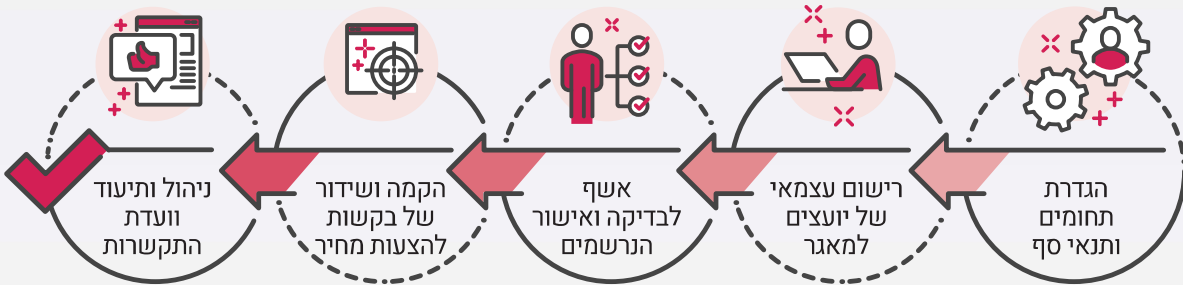 הגדרת
תחומים
ותנאי סף
רישום עצמאי
של יועצים
למאגר
אשף
לבדיקה ואישור
הנרשמים
הקמה ושידור
של בקשות
להצעות מחיר
ניהול ותיעוד
וועדת
התקשרות